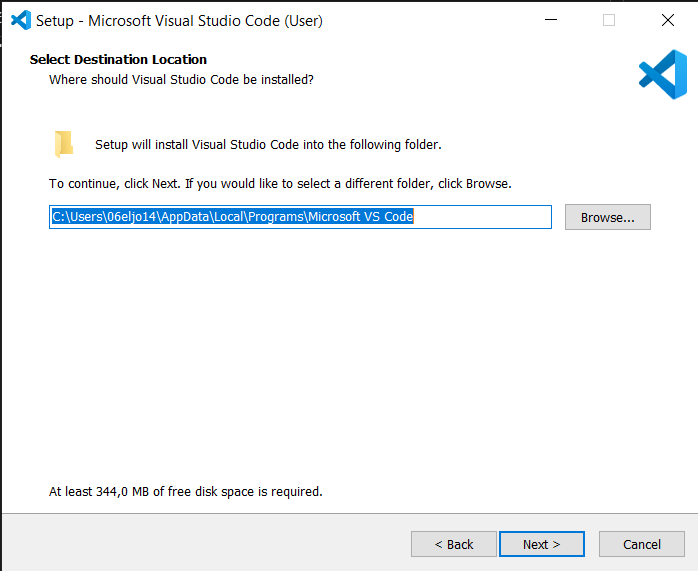 Setup - Microsoft Visual Studio Code (User)
Select Destination Location
Where should Visual Studio Code be installed?
Setup will install Visual Studio Code into the following folder.
To continue, click Next. If you would like to select a different folder, click Browse.
C:\Users\06eljo14\AppData\Local\Programs\Microsoft VS Code
Browse...
At least 344,0 MB of free disk space is required.
< Back
Next >
Cancel